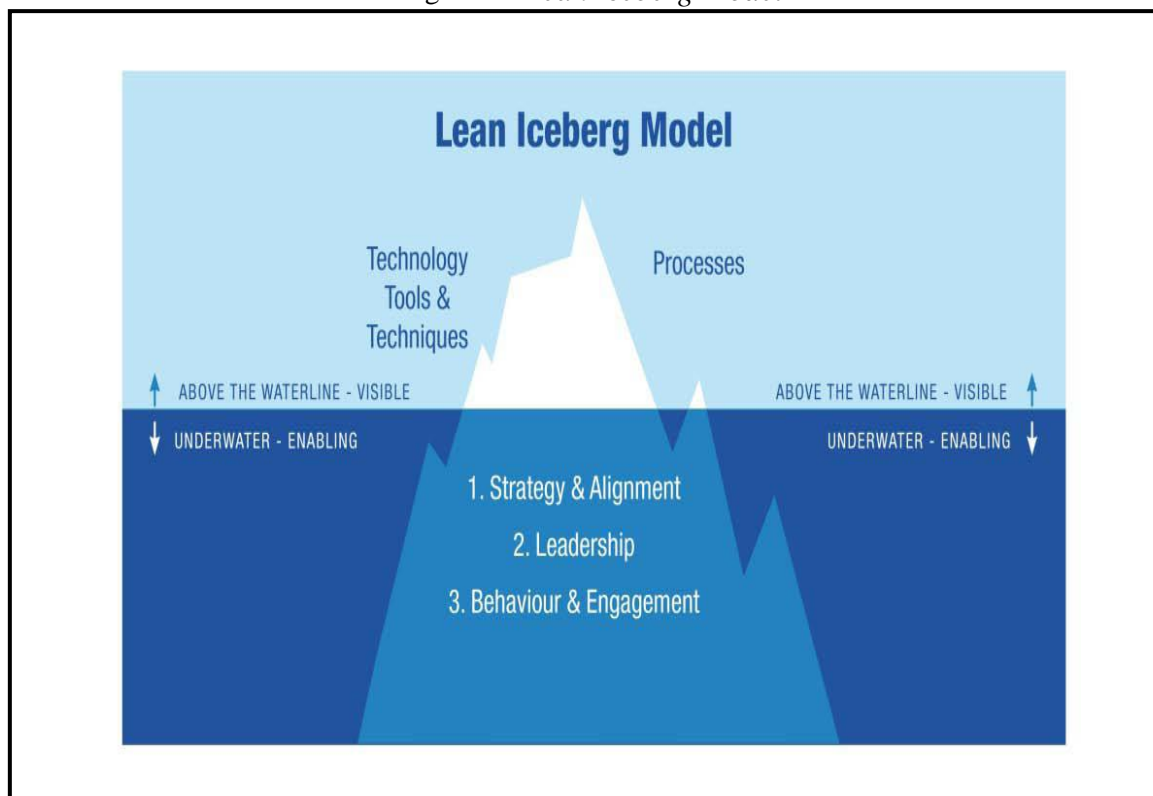 Lean Iceberg Model
Technology
Tools &
Techniques
Processes
ABOVE THE WATERLINE - VISIBLE
ABOVE THE WATERLINE - VISIBLE
UNDERWATER - ENABLING
UNDERWATER - ENABLING
1. Strategy & Alignment
2. Leadership
3. Behaviour & Engagement